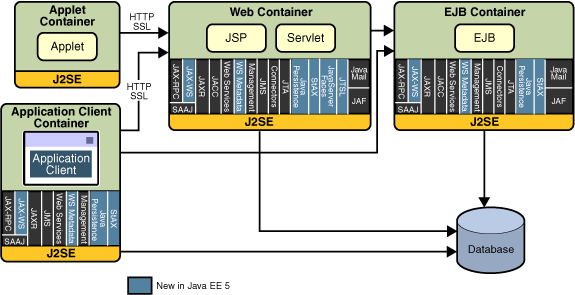 Applet
Container
Applet
J2SE
HTTP
SSL
HTTP
SSL
Web Container
JSP
Servlet
JAX-RPC
SAAJ
JAX-WS
JAXR
JACC
Web Services
WS Metadata
Management
JMS
Connectors
JTA
Java
Persistence
StAX
JavaServer
Faces
JTSL
Java
Mail
JAF
J2SE
EJB Container
EJB
JAX-RPC
SAAJ
JAX-WS
JAXR
JACC
Web Services
WS Metadata
Management
JMS
Connectors
JTA
Java
Persistence
StAX
Java
Mail
JAF
J2SE
Application Client
Container
Application
Client
JAX-RPC
SAAJ
JAX-WS
JAXR
JMS
Web Services
WS Metadata
Management
Java
Persistence
StAX
J2SE
Database
New in Java EE 5